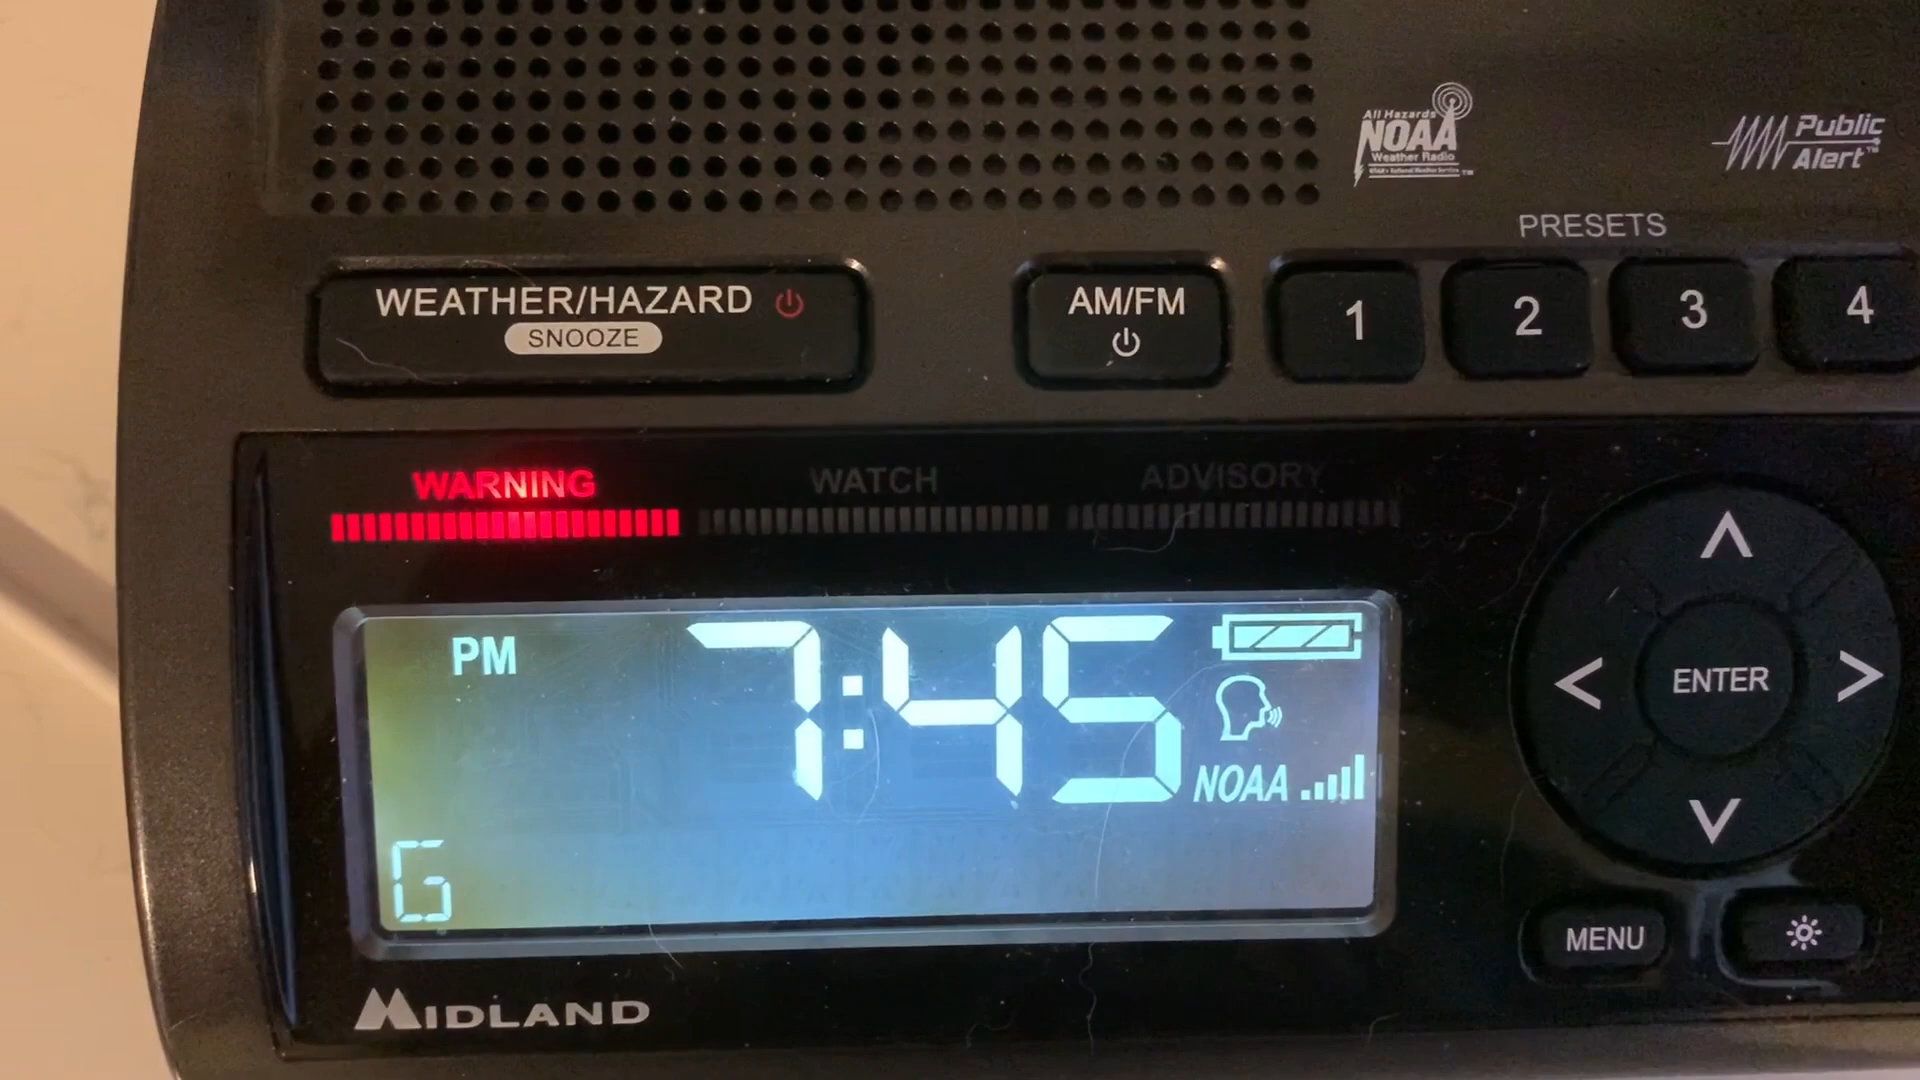 All Hazards
NOAA
Weather Radio
Public
Alert™
PRESETS
WEATHER/HAZARD
SNOOZE
AM/FM
1
2
3
4
WARNING
WATCH
ADVISORY
PM
7:45
NOAA
G
ENTER
MENU
MIDLAND